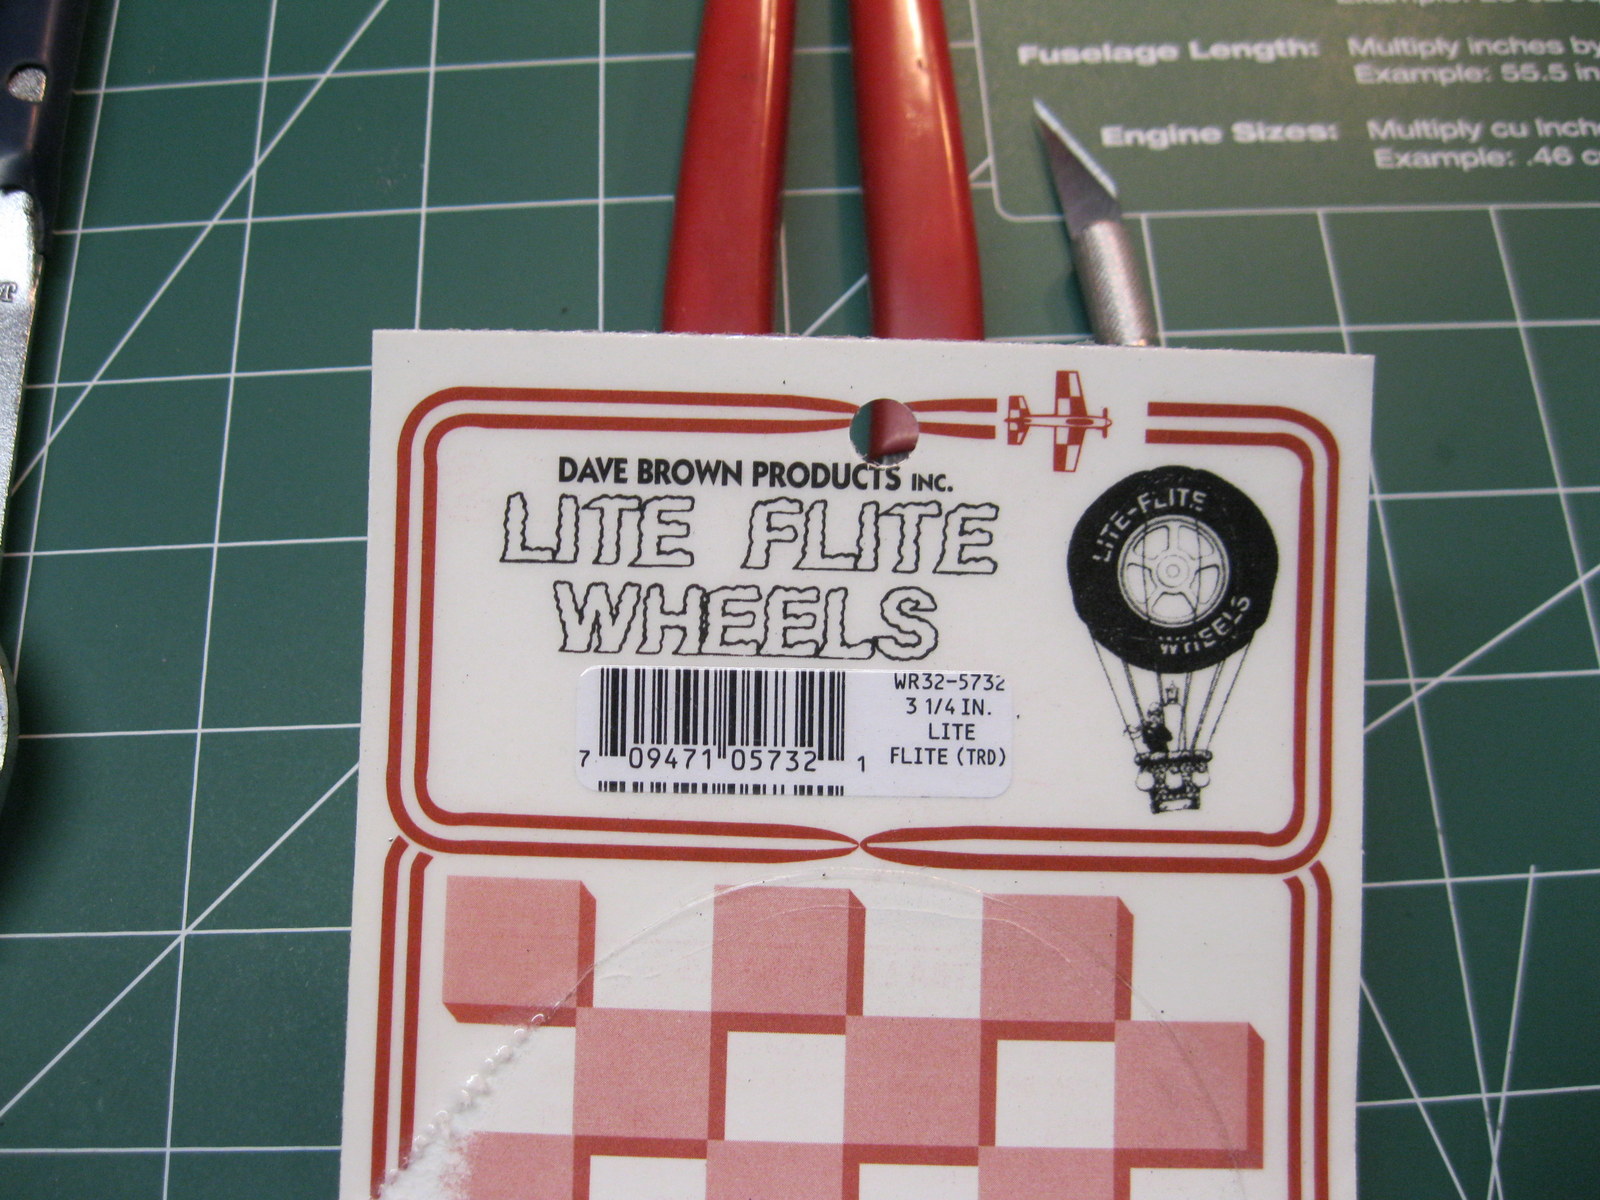 Fuselage Length: Multiply inches by
Example: 55.5 in
Engine Sizes: Multiply cu inch
Example: .46 c
DAVE BROWN PRODUCTS INC.
LITE FLITE
WHEELS
LITE-FLITE
WHEELS
WR32-5732
3 1/4 IN.
LITE
FLITE (TRD)
7 09471 05732 1